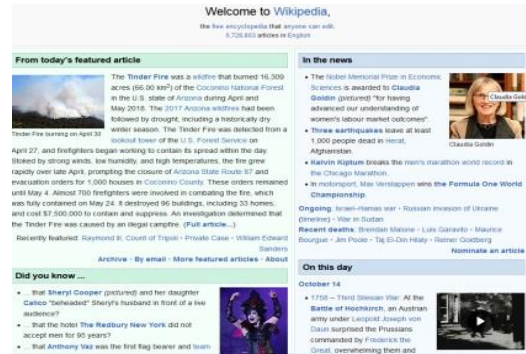 Welcome to Wikipedia,
the free encyclopedia that anyone can edit.
articles in English
From today's featured article
The Tinder Fire was a wildfire that burned 16,309
acres (66.00 km²) of the Coconino National Forest
in the U.S. state of Arizona during April and
May 2018. The 2017 Arizona wildfires had been
followed by drought, including a historically dry
winter season. The Tinder Fire was detected from a
lookout tower of the U.S. Forest Service on
Tinder Fire burning on April 30
April 27, and firefighters began working to contain its spread within the day.
Stoked by strong winds, low humidity, and high temperatures, the fire grew
rapidly over late April, prompting the closure of Arizona State Route 87 and
evacuation orders for 1,000 houses in Coconino County. These orders remained
until May 4. Almost 700 firefighters were involved in combating the fire, which
was fully contained on May 24. It destroyed 96 buildings, including 33 homes,
and cost $7,500,000 to contain and suppress. An investigation determined that
the Tinder Fire was caused by an illegal campfire. (Full article...)
Recently featured: Raymond III, Count of Tripoli · Private Case · William Edward
Sanders
Archive · By email · More featured articles · About
Did you know ...
... that Sheryl Cooper (pictured) and her daughter
Calico "beheaded" Sheryl's husband in front of a live
audience?
... that the hotel The Redbury New York did not
accept men for 95 years?
... that Anthony Vaz was the first flag bearer and team
In the news
The Nobel Memorial Prize in Economic
Sciences is awarded to Claudia
Goldin (pictured) "for having
advanced our understanding of
women's labour market outcomes".
Claudia Gold
Claudia Goldin
Three earthquakes leave at least
1,000 people dead in Herat,
Afghanistan.
Kelvin Kiptum breaks the men's marathon world record in
the Chicago Marathon.
In motorsport, Max Verstappen wins the Formula One World
Championship.
Ongoing: Israel–Hamas war · Russian invasion of Ukraine
(timeline) · War in Sudan
Recent deaths: Brendan Malone · Luis Garavito · Maurice
Bourgue · Jim Poole · Taj El-Din Hilaly · Reiner Goldberg
Nominate an article
On this day
October 14
1758 – Third Silesian War: At the
Battle of Hochkirch, an Austrian
army under Leopold Joseph von
Daun surprised the Prussians
commanded by Frederick the
Great, overwhelming them and